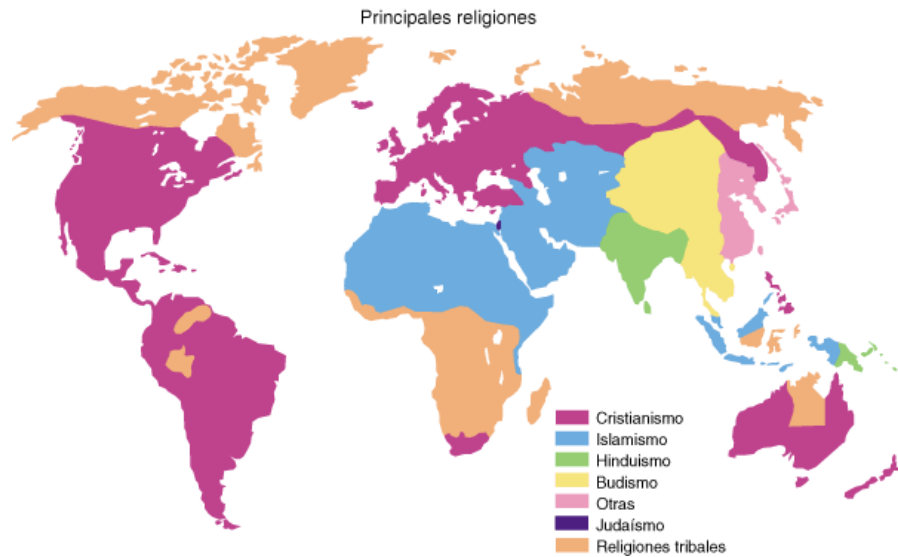 Principales religiones
Cristianismo
Islamismo
Hinduismo
Budismo
Otras
Judaísmo
Religiones tribales